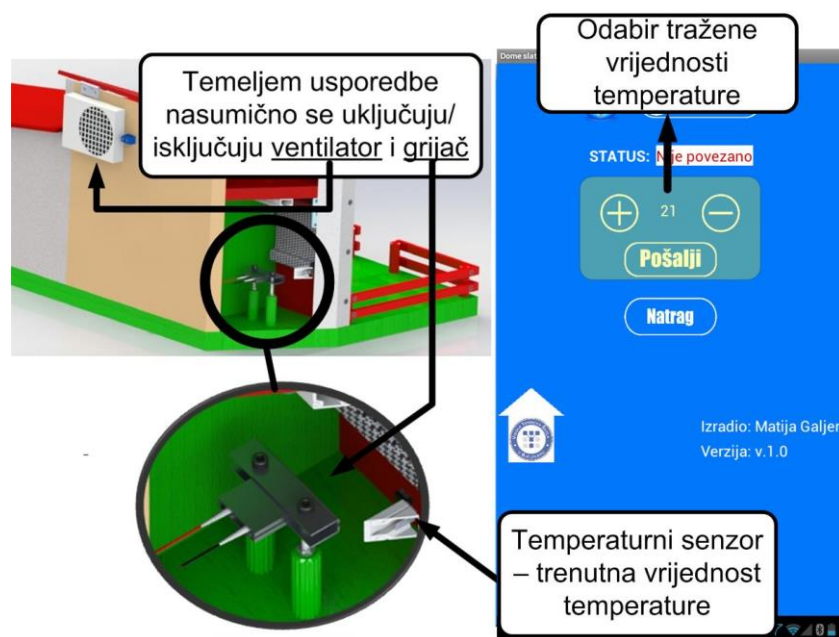 Temeljem usporedbe
nasumično se uključuju/
isključuju ventilator i grijač
Odabir tražene
vrijednosti
temperature
STATUS: Nije povezano
21
Pošalji
Natrag
Izradio: Matija Galjer
Verzija: v.1.0
Temperaturni senzor
– trenutna vrijednost
temperature